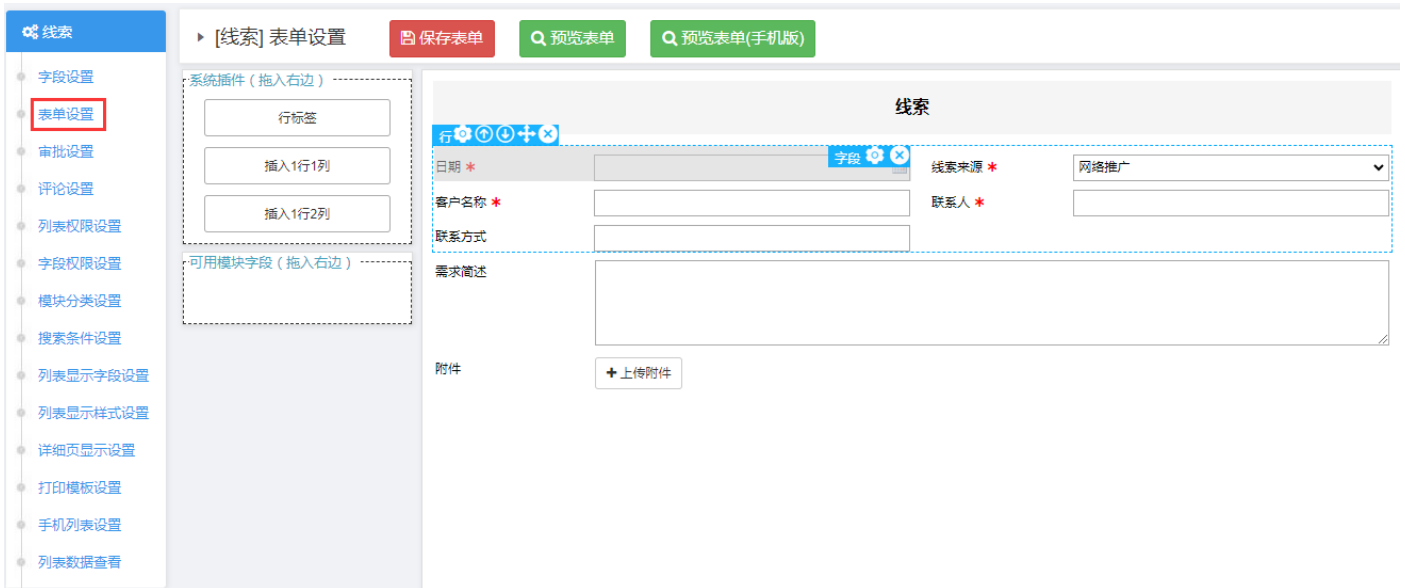 线索
字段设置
表单设置
审批设置
评论设置
列表权限设置
字段权限设置
模块分类设置
搜索条件设置
列表显示字段设置
列表显示样式设置
详细页显示设置
打印模板设置
手机列表设置
列表数据查看
[线索] 表单设置
保存表单
预览表单
预览表单(手机版)
系统插件 ( 拖入右边 )
行标签
插入1行1列
插入1行2列
可用模块字段 ( 拖入右边 )
线索
行
字段
日期 *
线索来源 *
网络推广
客户名称 *
联系人 *
联系方式
需求简述
附件
上传附件